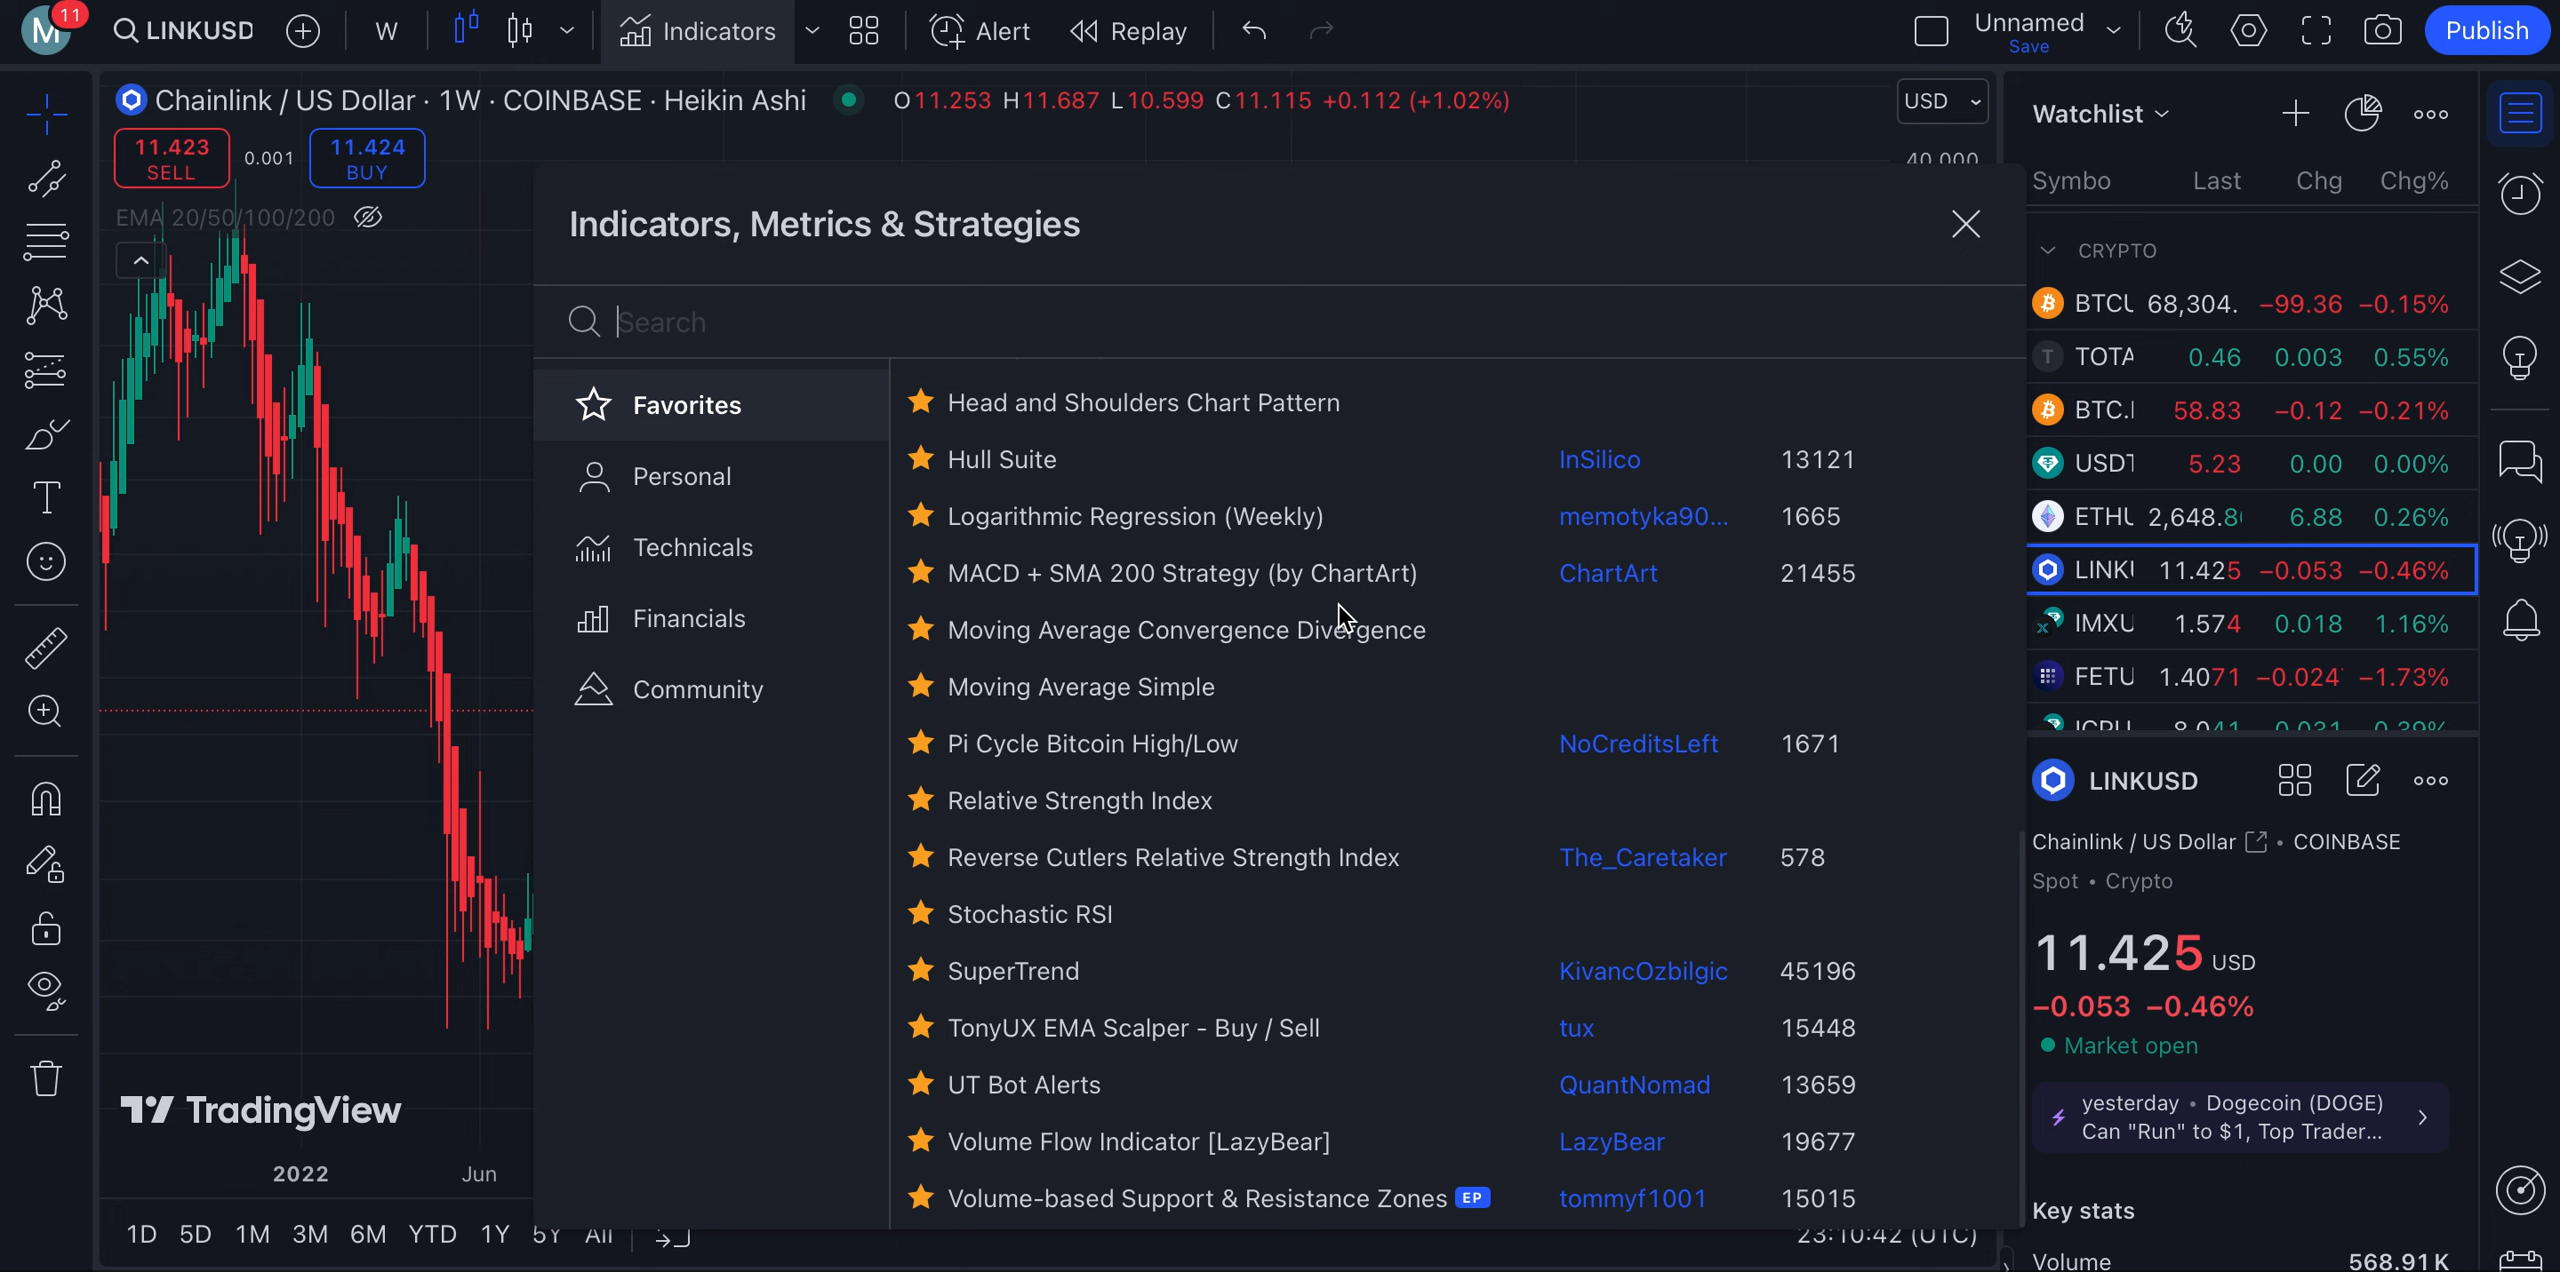 M 11 LINKUSD W Indicators Alert Replay Unnamed Save Publish
Chainlink / US Dollar · 1W · COINBASE · Heikin Ashi O11.253 H11.687 L10.599 C11.115 +0.112 (+1.02%)
USD
11.423 SELL
0.001
11.424 BUY
40.000
EMA 20/50/100/200
TradingView
2022 Jun
1D 5D 1M 3M 6M YTD 1Y 5Y All
23:10:42 (UTC)
Indicators, Metrics & Strategies
Search
Favorites
Personal
Technicals
Financials
Community
Head and Shoulders Chart Pattern
Hull Suite InSilico 13121
Logarithmic Regression (Weekly) memotyka90... 1665
MACD + SMA 200 Strategy (by ChartArt) ChartArt 21455
Moving Average Convergence Divergence
Moving Average Simple
Pi Cycle Bitcoin High/Low NoCreditsLeft 1671
Relative Strength Index
Reverse Cutlers Relative Strength Index The_Caretaker 578
Stochastic RSI
SuperTrend KivancOzbilgic 45196
TonyUX EMA Scalper - Buy / Sell tux 15448
UT Bot Alerts QuantNomad 13659
Volume Flow Indicator [LazyBear] LazyBear 19677
Volume-based Support & Resistance Zones EP tommyf1001 15015
Watchlist
Symbo Last Chg Chg%
CRYPTO
BTCU 68,304. −99.36 −0.15%
TOTA 0.46 0.003 0.55%
BTC. 58.83 −0.12 −0.21%
USDT 5.23 0.00 0.00%
ETHU 2,648.8 6.88 0.26%
LINKU 11.425 −0.053 −0.46%
IMXU 1.574 0.018 1.16%
FETU 1.4071 −0.024 −1.73%
8.041 0.031 0.39%
LINKUSD
Chainlink / US Dollar • COINBASE
Spot • Crypto
11.425 USD
−0.053 −0.46%
Market open
yesterday • Dogecoin (DOGE)
Can "Run" to $1, Top Trader...
Key stats
Volume 568.91K